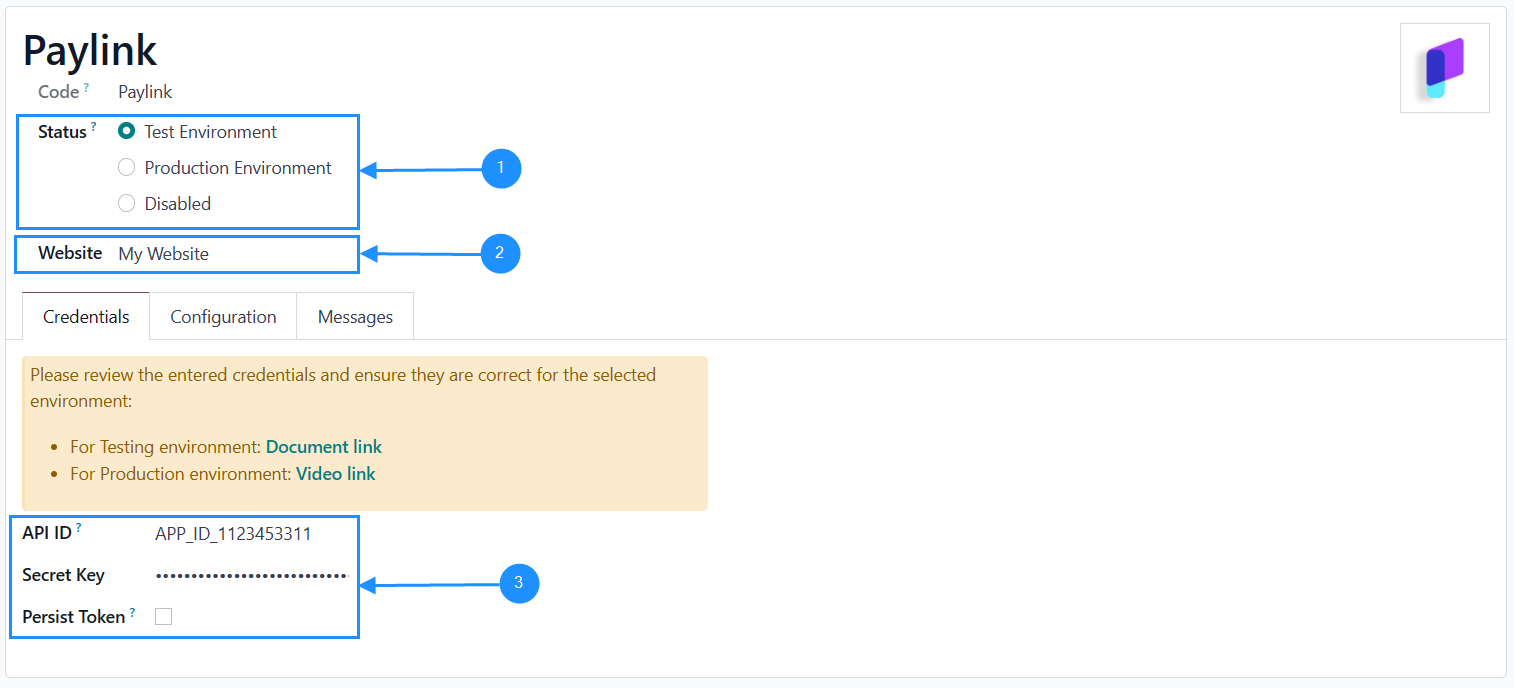 Paylink
Code ? Paylink
Status ? Test Environment
Production Environment
1
Disabled
Website My Website
2
Credentials Configuration Messages
Please review the entered credentials and ensure they are correct for the selected
environment:
• For Testing environment: Document link
• For Production environment: Video link
API ID ? APP_ID_1123453311
Secret Key ••••••••••••••••••••••••••••
3
Persist Token ?